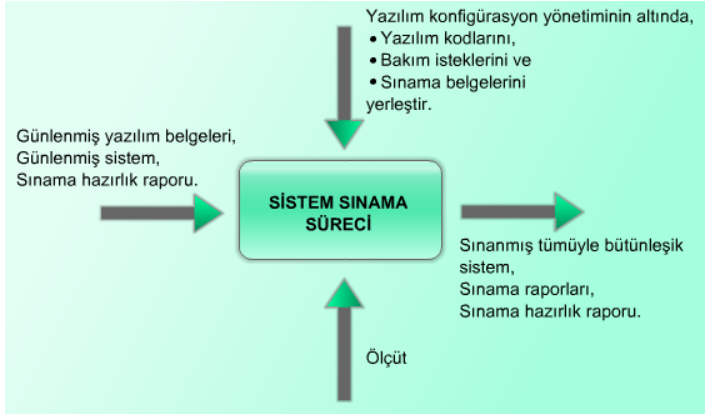 Yazılım konfigürasyon yönetiminin altında,
• Yazılım kodlarını,
• Bakım isteklerini ve
• Sınama belgelerini
yerleştir.
Günlenmiş yazılım belgeleri,
Günlenmiş sistem,
Sınama hazırlık raporu.
SİSTEM SINAMA
SÜRECİ
Sınanmış tümüyle bütünleşik
sistem,
Sınama raporları,
Sınama hazırlık raporu.
Ölçüt